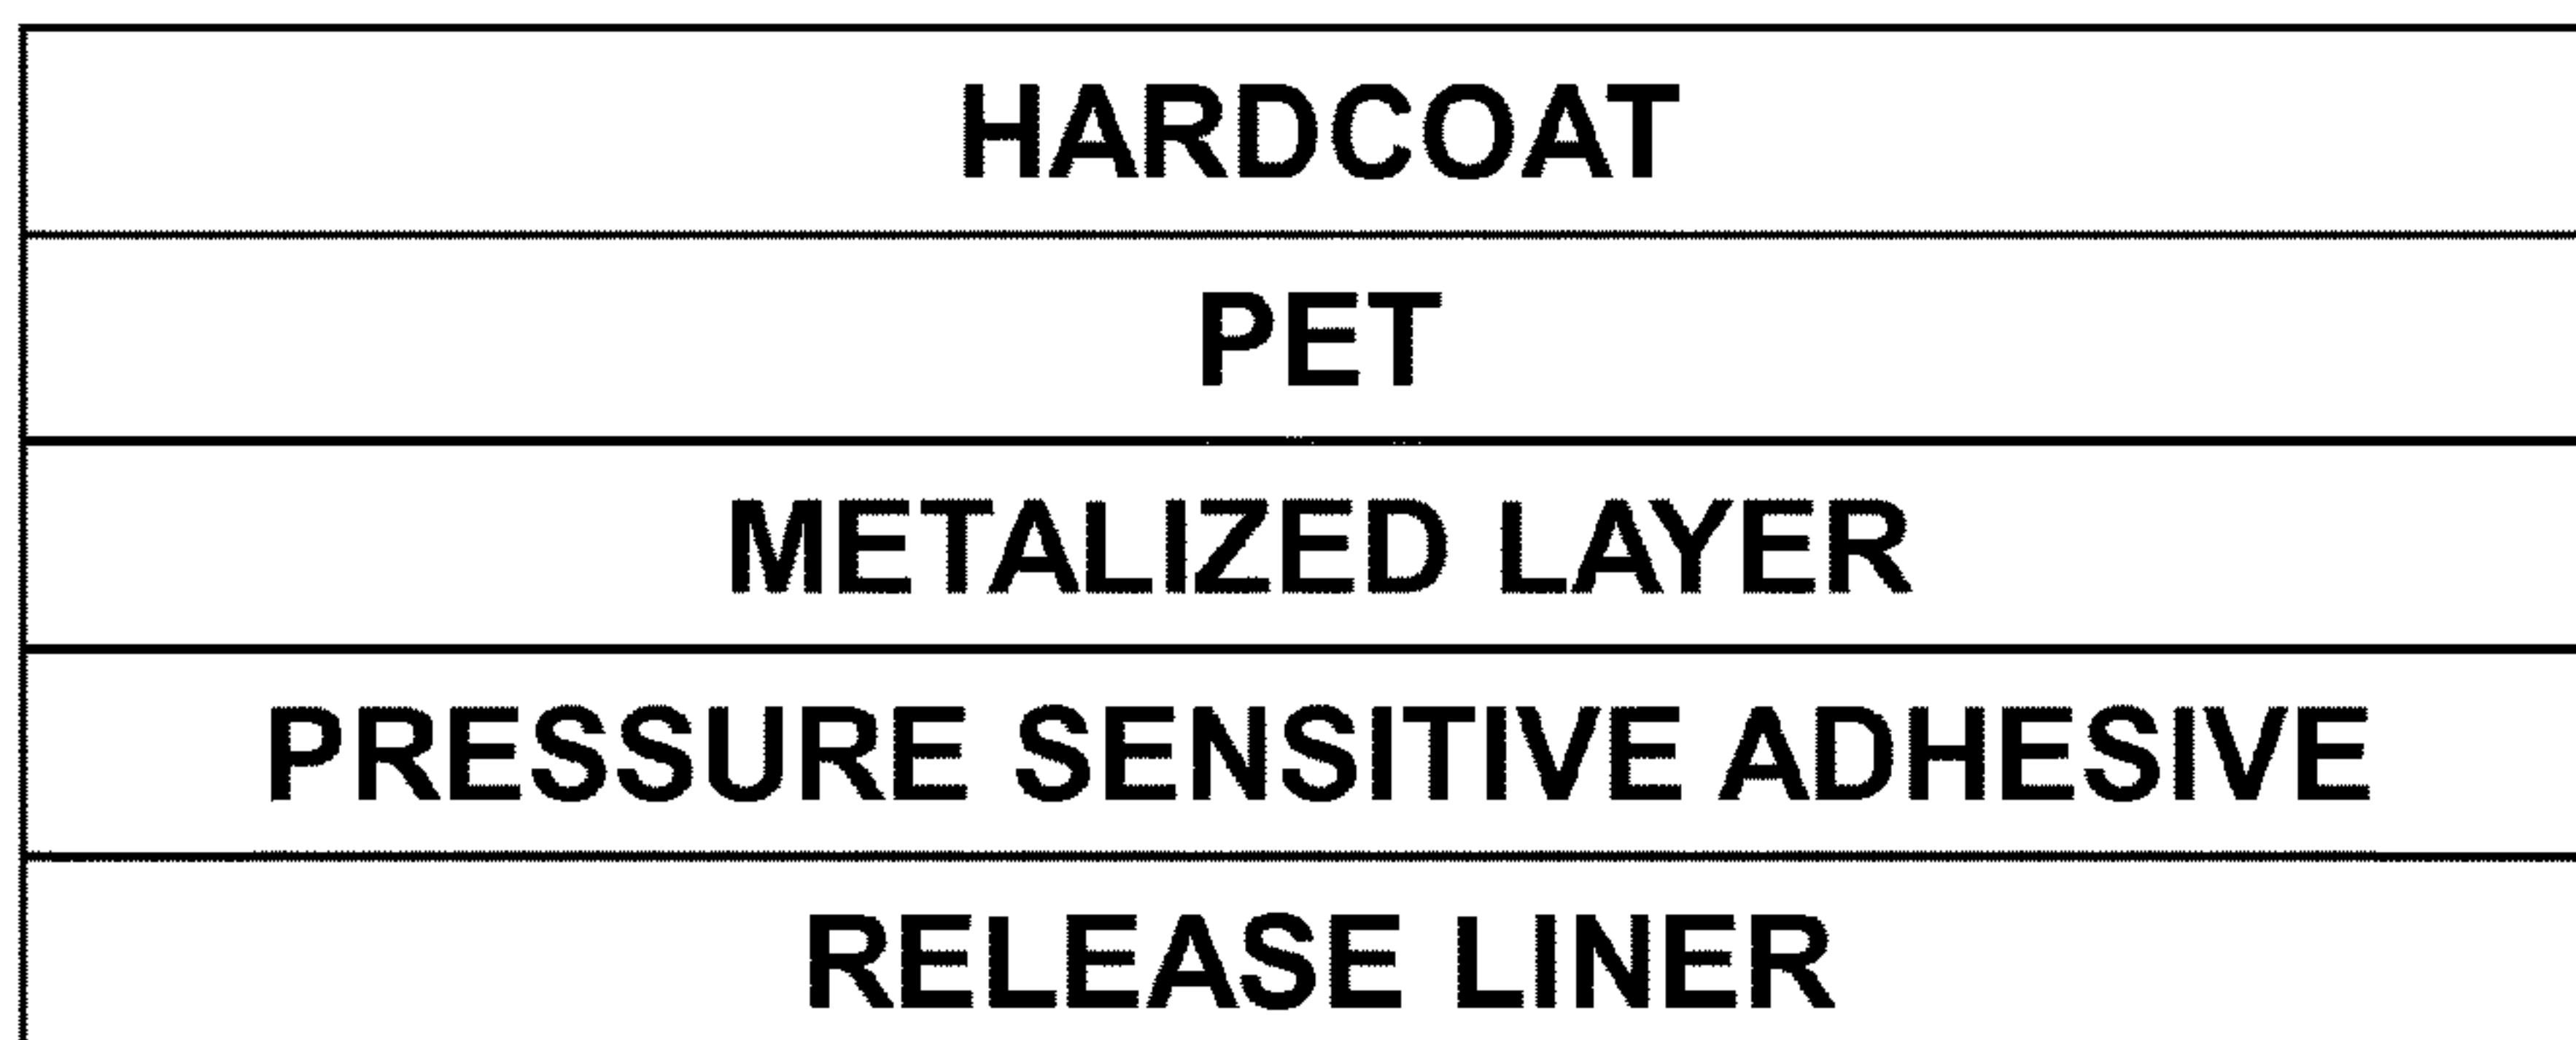 HARDCOAT
PET
METALIZED LAYER
PRESSURE SENSITIVE ADHESIVE
RELEASE LINER